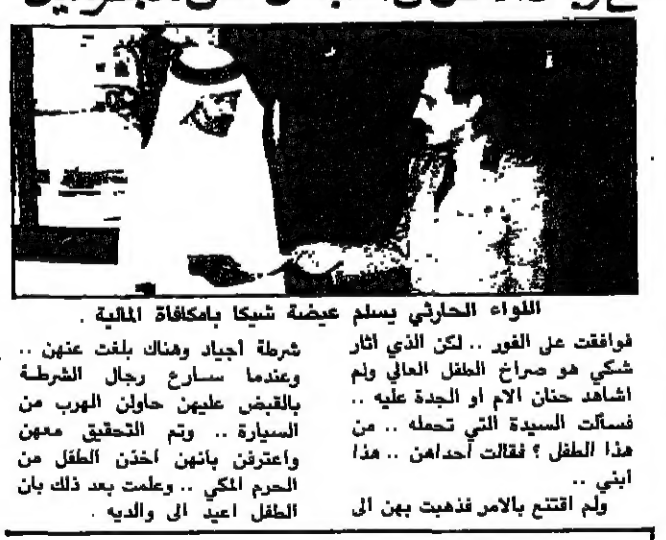 اللواء الحارثي يسلم عيضة شيكا بامكافاة المالية .
فوافقت على الفور .. لكن الذي أثار
شكي هو صراخ الطفل العالي ولم
اشاهد حنان الام او الجدة عليه ..
فسألت السيدة التي تحمله .. من
هذا الطفل ؟ فقالت أحداهن .. هذا
ابني ..
ولم اقتنع بالامر فذهبت بهن الى
شرطة أجياد وهناك بلغت عنهن ..
وعندما سارع رجال الشرطة
بالقبض عليهن حاولن الهرب من
السيارة .. وتم التحقيق معهن
واعترفن بانهن اخذن الطفل من
الحرم المكي .. وعلمت بعد ذلك بان
الطفل اعيد الى والديه .